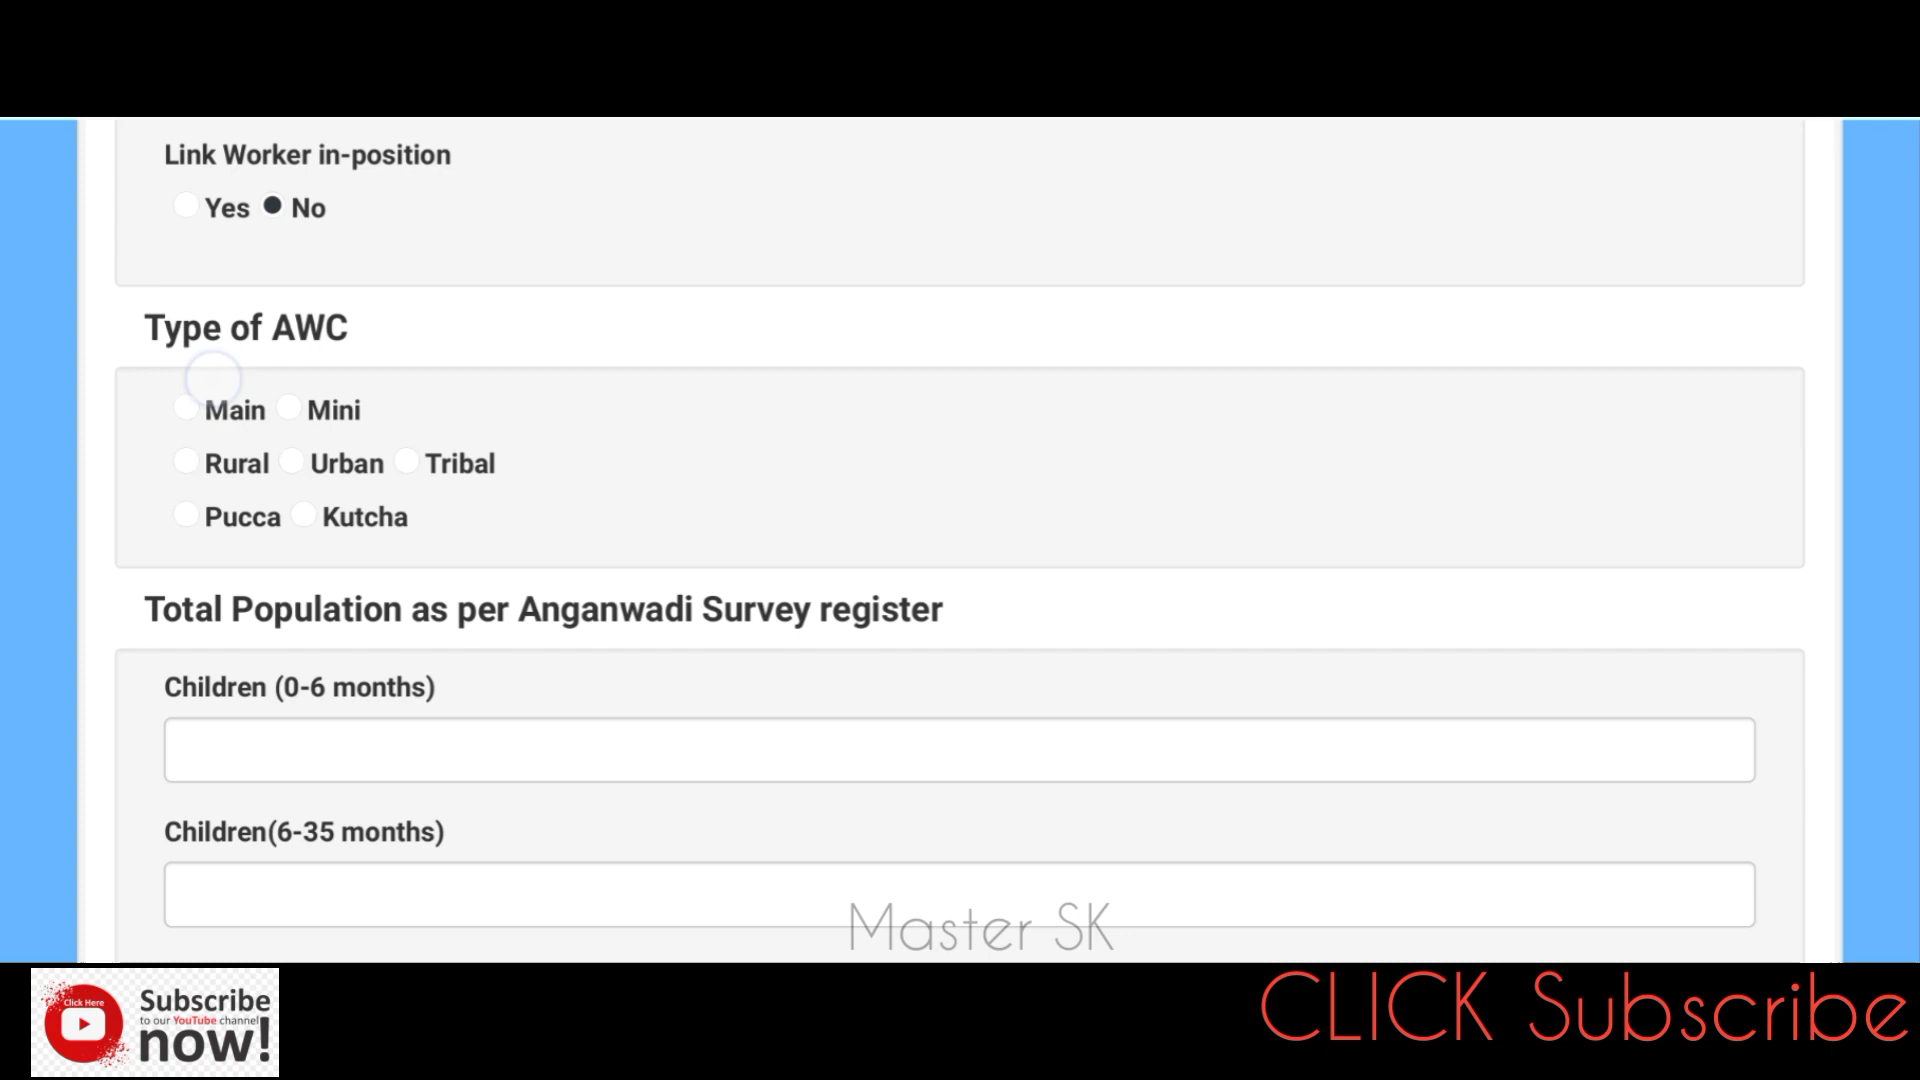 Link Worker in-position
Yes No
Type of AWC
Main Mini
Rural Urban Tribal
Pucca Kutcha
Total Population as per Anganwadi Survey register
Children (0-6 months)
Children(6-35 months)
Master SK
Click Here
Subscribe
to our YouTube channel
now!
CLICK Subscribe